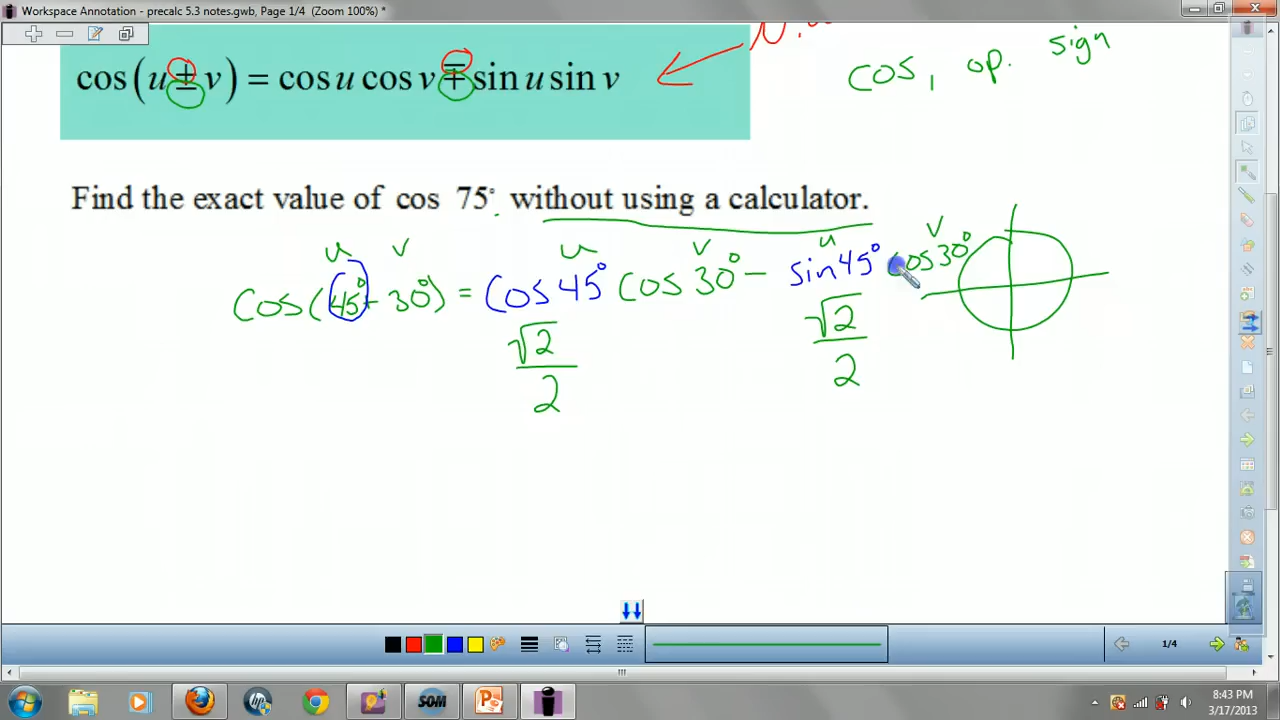 Workspace Annotation - precalc 5.3 notes.gwb, Page 1/4 (Zoom 100%) *
cos(u ± v) = cos u cos v ∓ sin u sin v
cos, op. sign
Find the exact value of cos 75° without using a calculator.
u v u v u v
cos(45° + 30°) = cos 45° cos 30° - sin 45° cos 30°
√2/2 √2/2
1/4
SOM
8:43 PM
3/17/2013